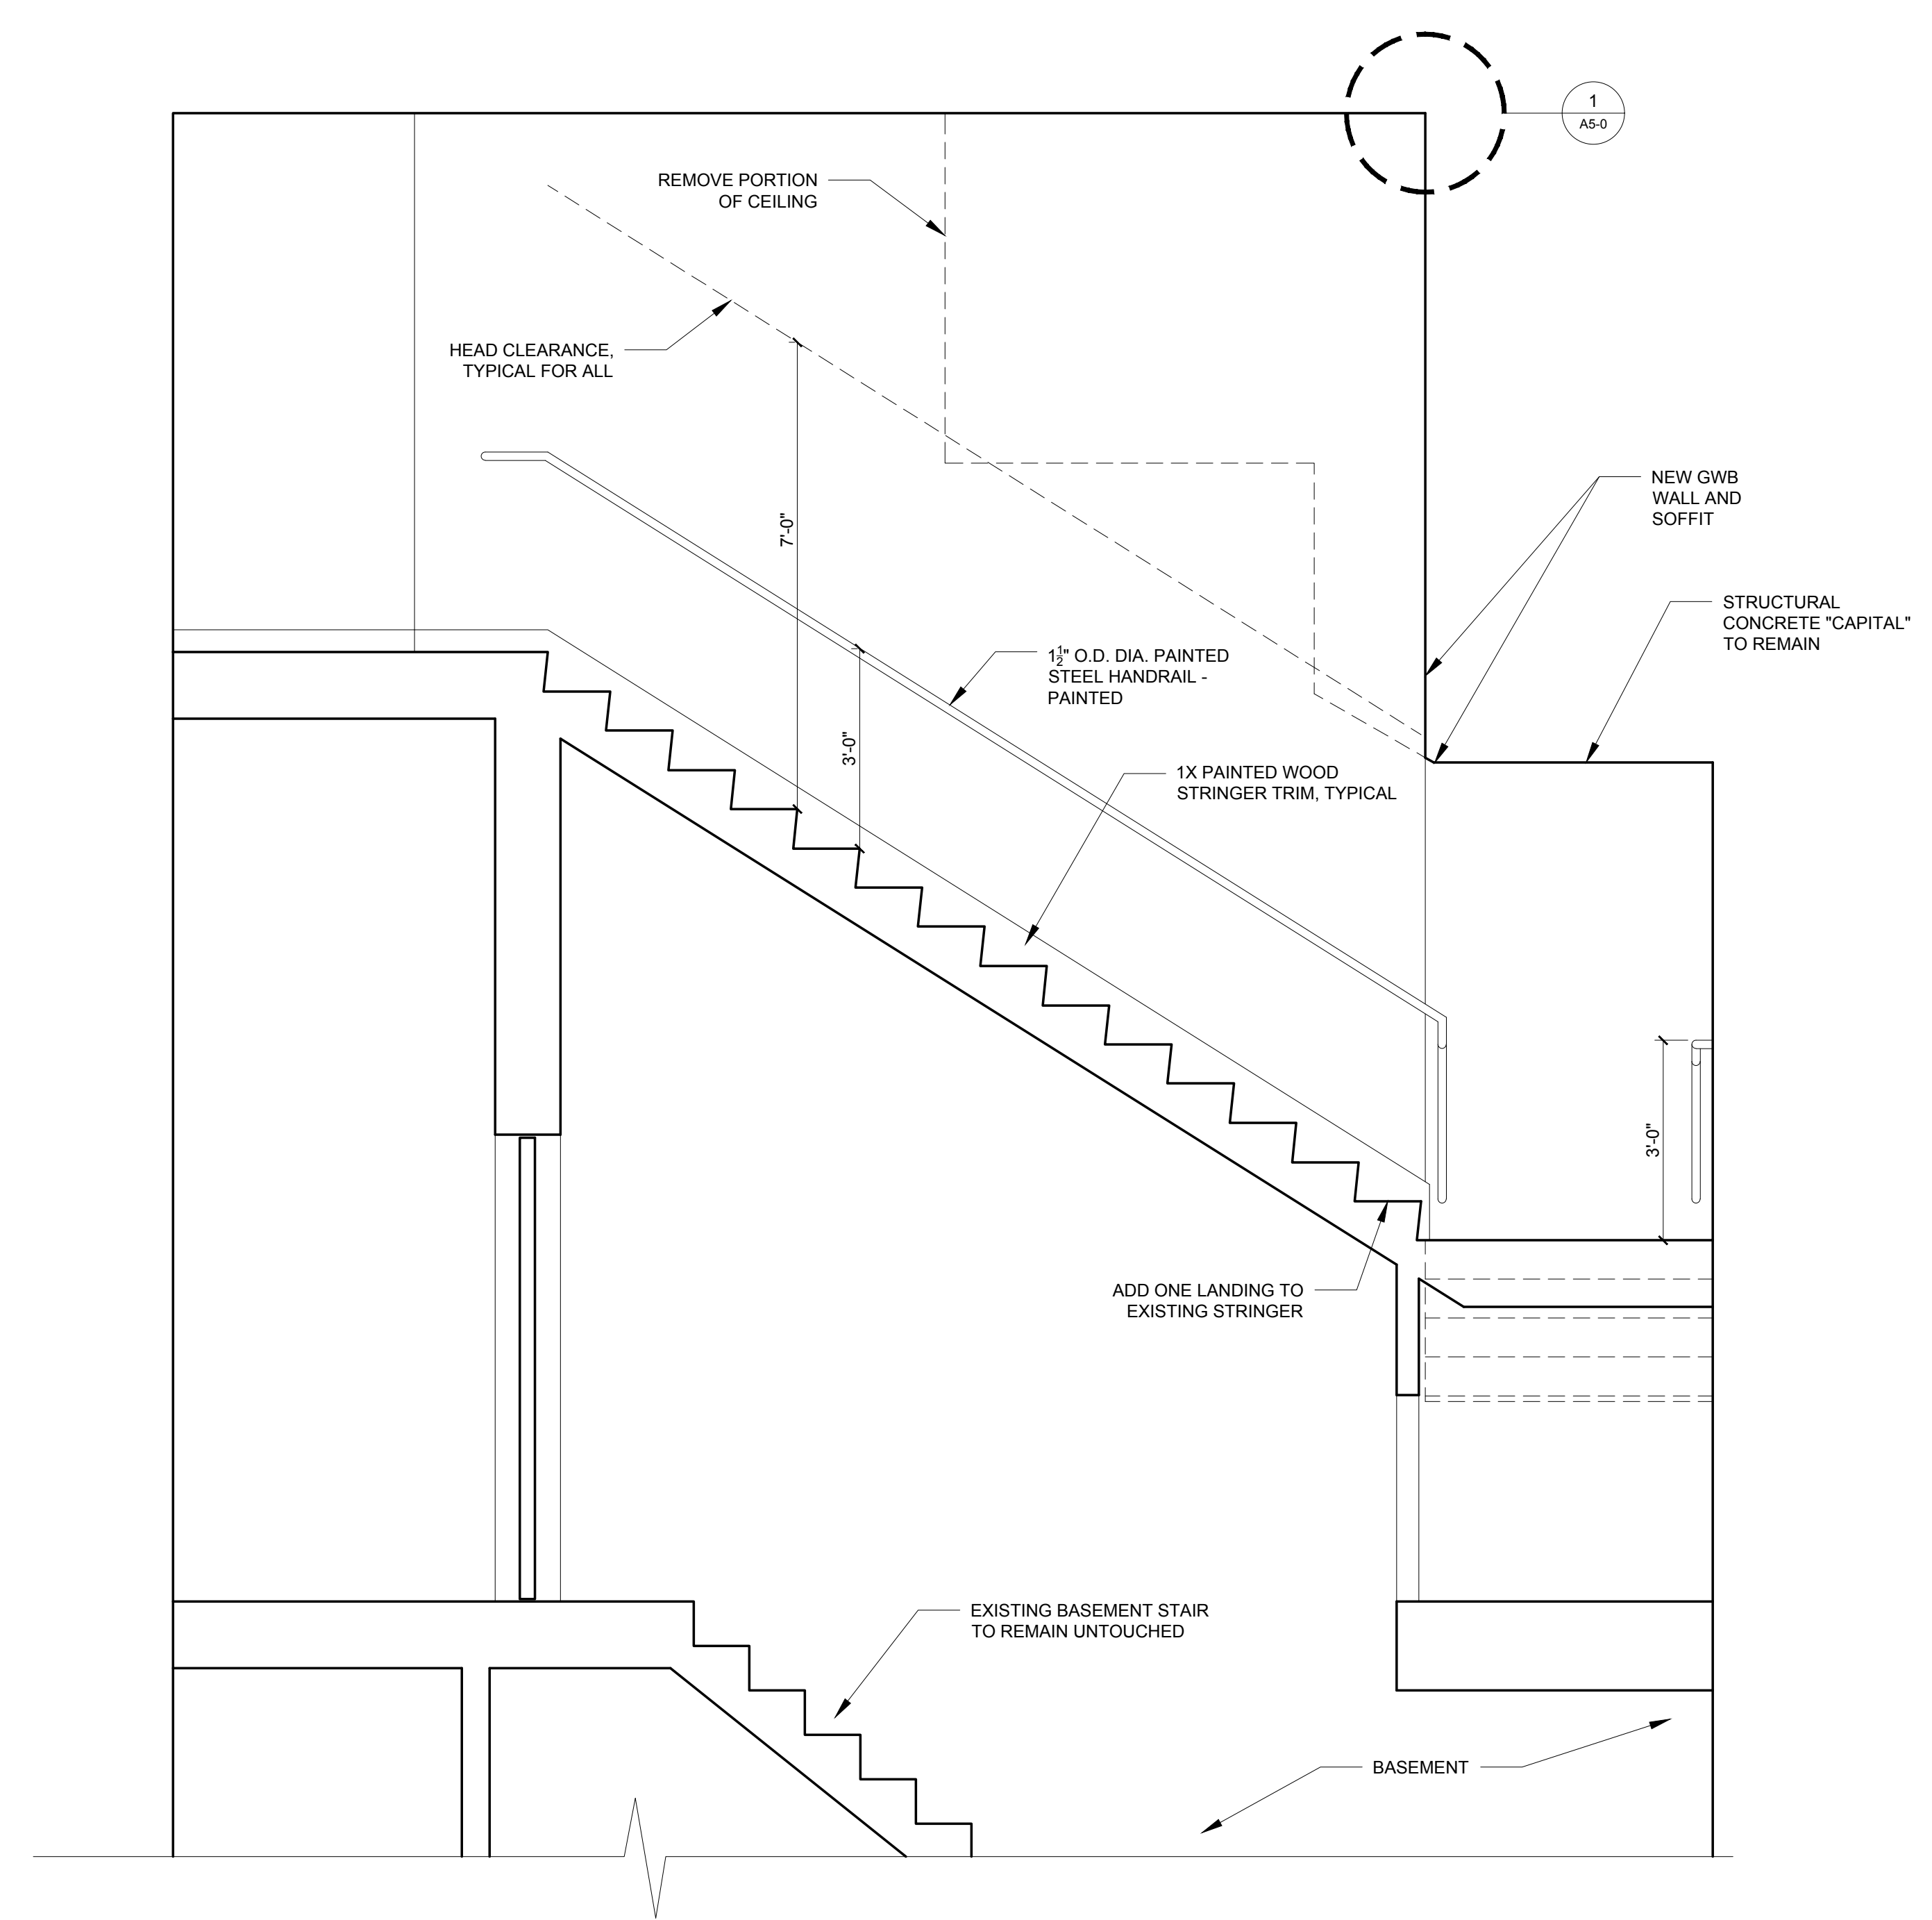 1
A5-0
REMOVE PORTION
OF CEILING
HEAD CLEARANCE,
TYPICAL FOR ALL
7'-0"
NEW GWB
WALL AND
SOFFIT
STRUCTURAL
CONCRETE "CAPITAL"
TO REMAIN
1 1/2" O.D. DIA. PAINTED
STEEL HANDRAIL -
PAINTED
3'-0"
1X PAINTED WOOD
STRINGER TRIM, TYPICAL
3'-0"
ADD ONE LANDING TO
EXISTING STRINGER
EXISTING BASEMENT STAIR
TO REMAIN UNTOUCHED
BASEMENT